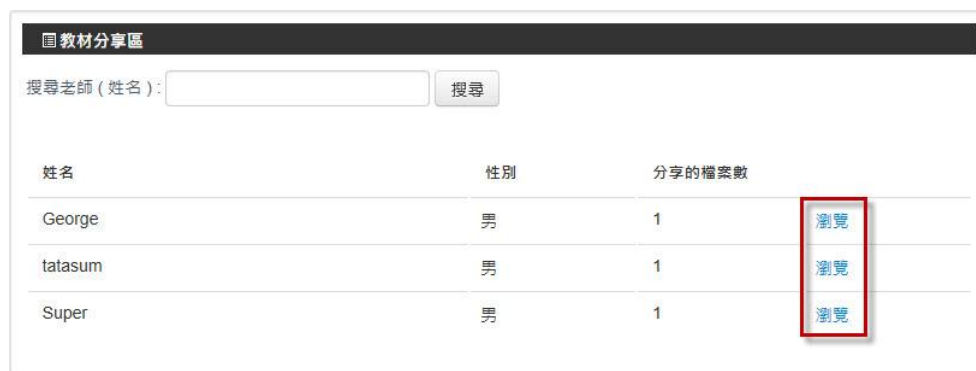 教材分享區
搜尋老師 ( 姓名 ) : 搜尋
姓名 性別 分享的檔案數
George 男 1 瀏覽
tatasum 男 1 瀏覽
Super 男 1 瀏覽